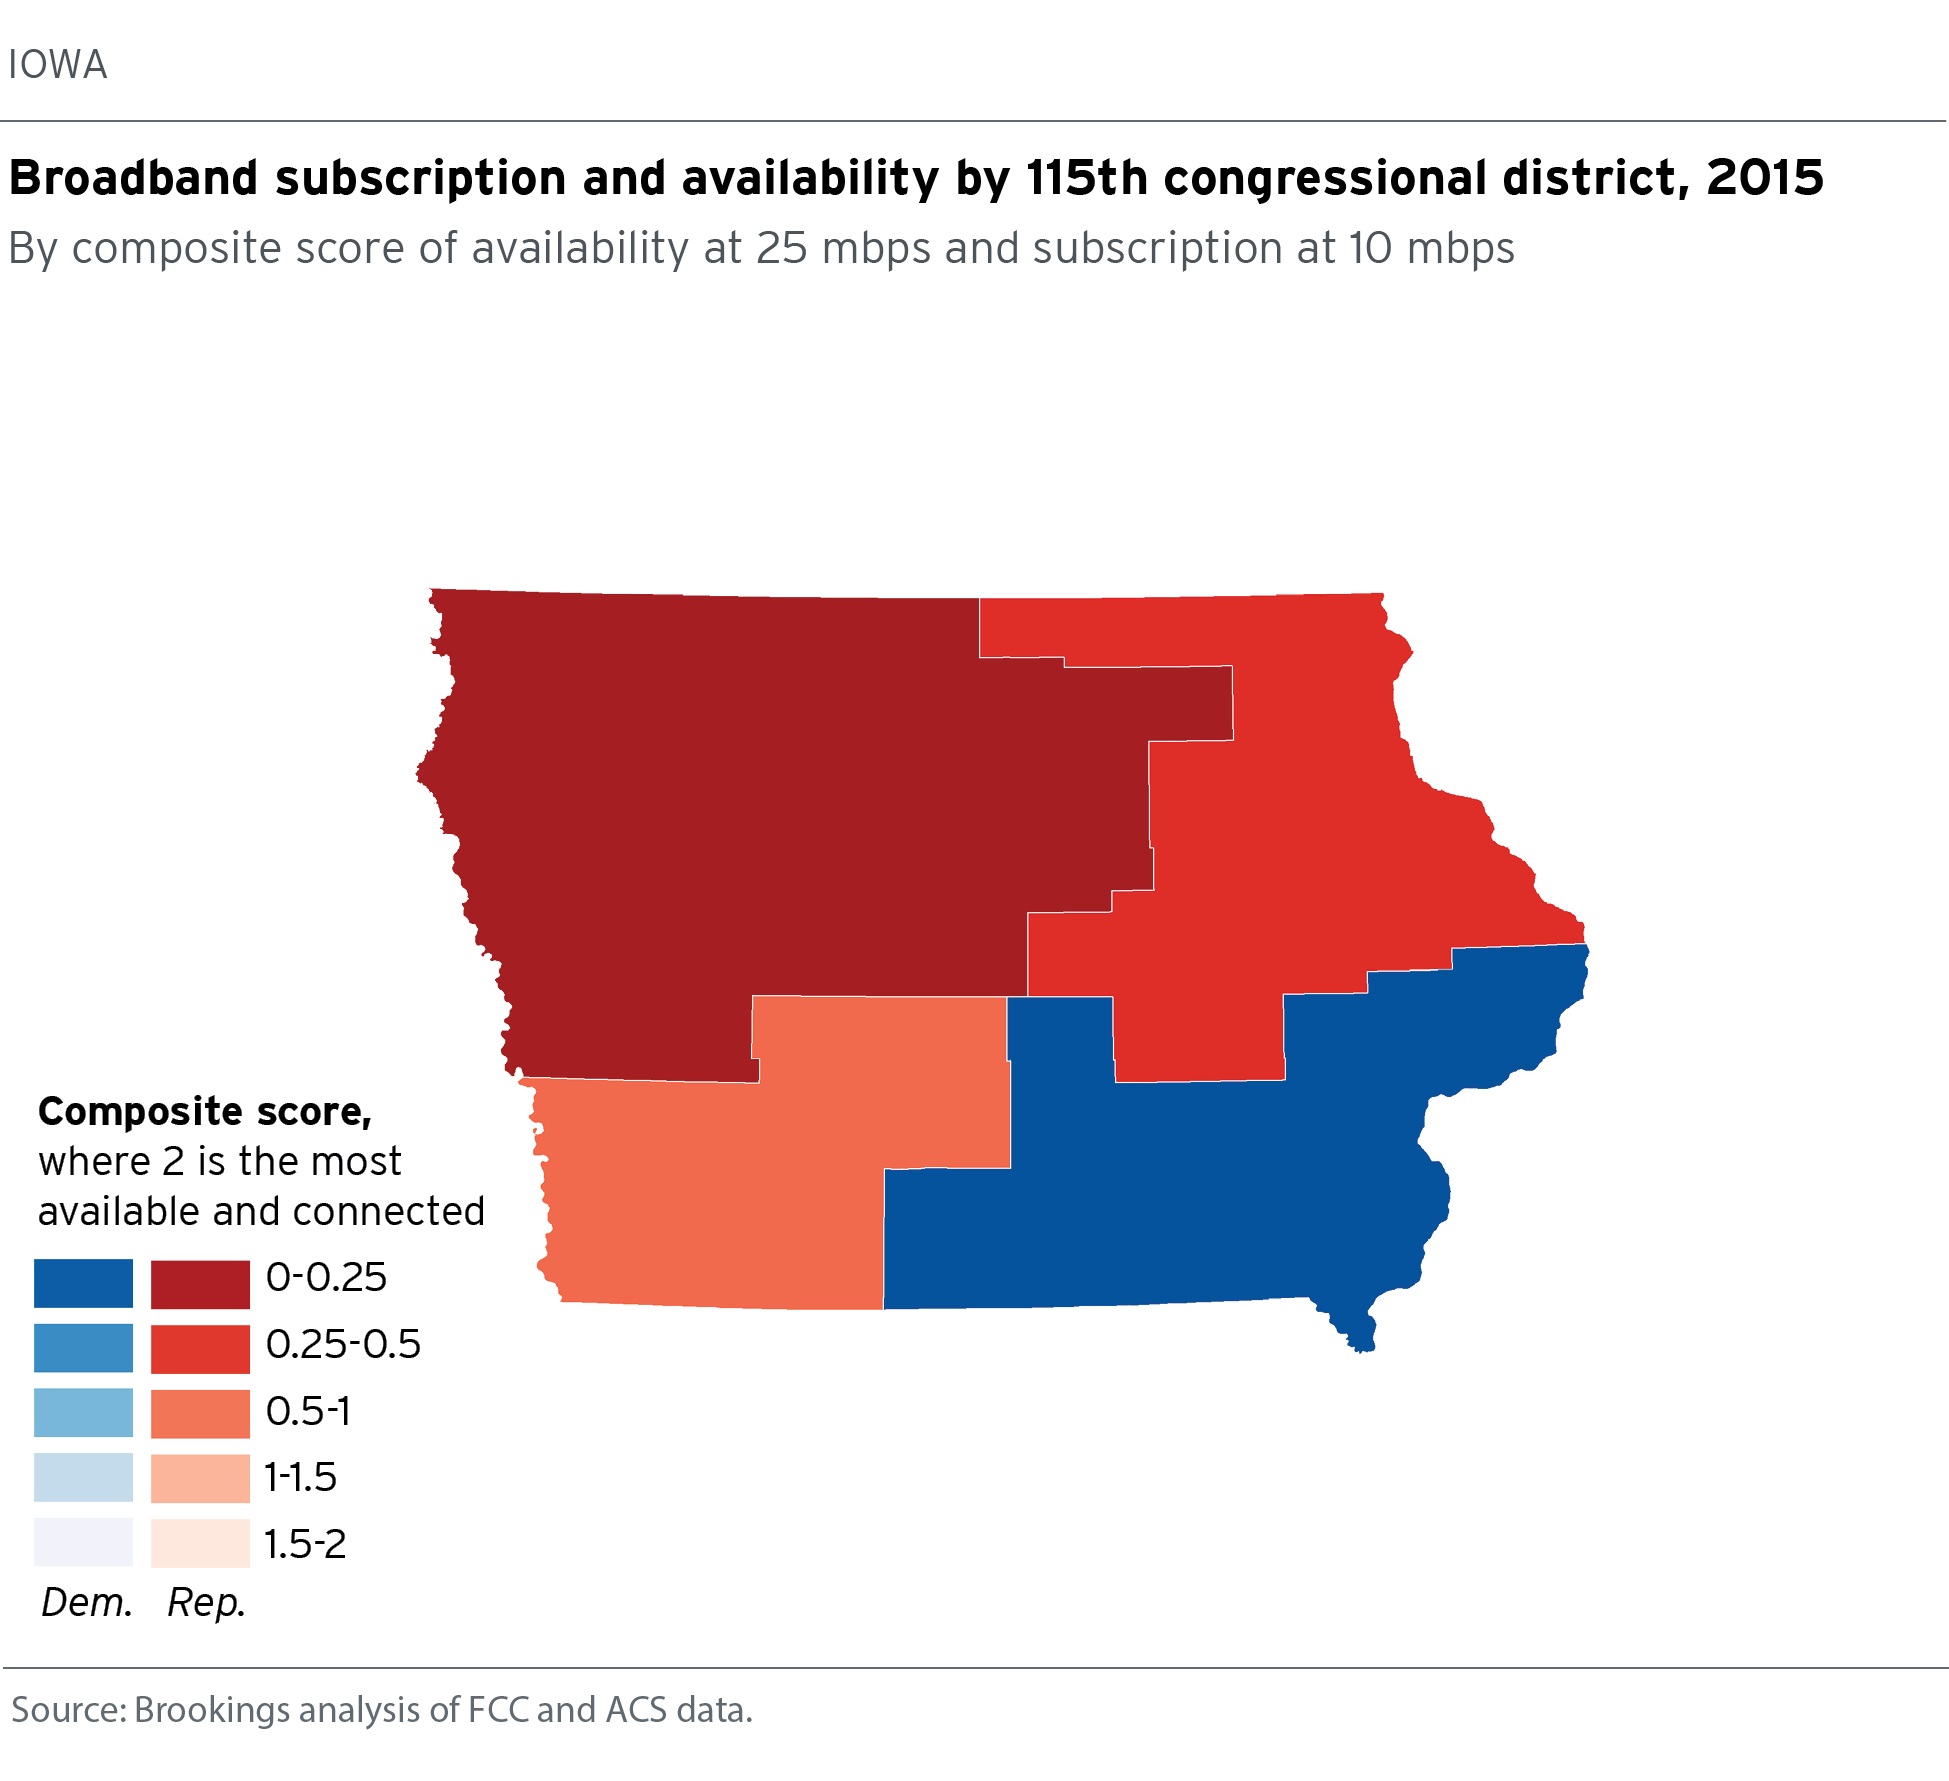 IOWA
Broadband subscription and availability by 115th congressional district, 2015
By composite score of availability at 25 mbps and subscription at 10 mbps
Composite score,
where 2 is the most
available and connected
0-0.25
0.25-0.5
0.5-1
1-1.5
1.5-2
Dem. Rep.
Source: Brookings analysis of FCC and ACS data.